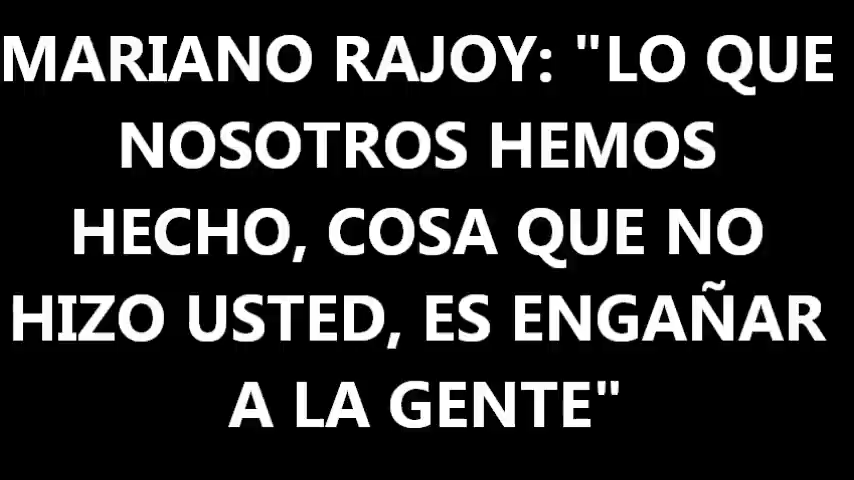 MARIANO RAJOY: "LO QUE
NOSOTROS HEMOS
HECHO, COSA QUE NO
HIZO USTED, ES ENGAÑAR
A LA GENTE"